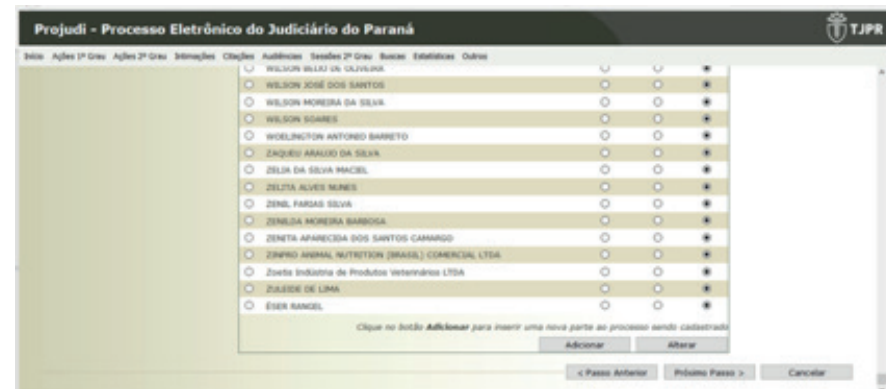 Projudi - Processo Eletrônico do Judiciário do Paraná
TJPR
Início Ações 1º Grau Ações 2º Grau Intimações Citações Audiências Sessões 2º Grau Buscas Estatísticas Outros
WILSON DE OLIVEIRA
WILSON JOSÉ DOS SANTOS
WILSON MOREIRA DA SILVA
WILSON SOARES
WOELINGTON ANTONIO BARRETO
ZAQUEU ARAUJO DA SILVA
ZELIA DA SILVA MACIEL
ZELITA ALVES NUNES
ZENIL FARIAS SILVA
ZENILDA MOREIRA BARBOSA
ZENITA APARECIDA DOS SANTOS CAMARGO
ZINPRO ANIMAL NUTRITION (BRASIL) COMERCIAL LTDA
Zoetis Indústria de Produtos Veterinários LTDA
ZULEIDE DE LIMA
ÉSER RANGEL
Clique no botão Adicionar para inserir uma nova parte ao processo sendo cadastrado
Adicionar Alterar
< Passo Anterior Próximo Passo > Cancelar